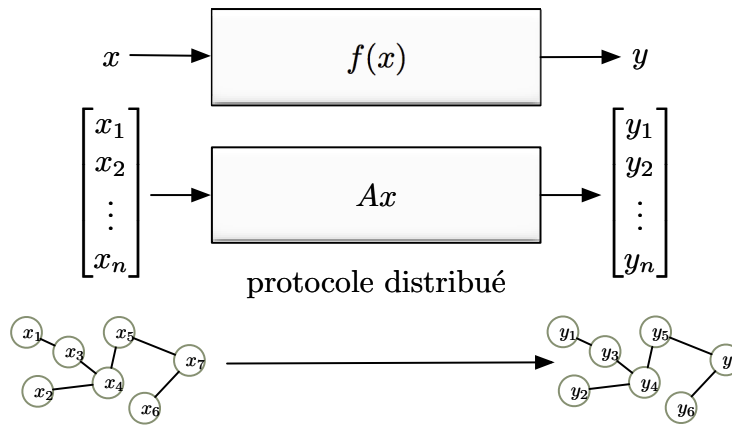 x f(x) y
x₁ y₁
x₂ y₂
⋮ Ax ⋮
xₙ yₙ
protocole distribué
x₁ x₅ y₁ y₅
x₃ x₇ y₃ y
x₂ x₄ y₂ y₄
x₆ y₆